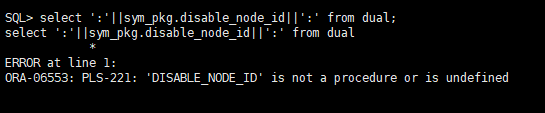 SQL> select ':'||sym_pkg.disable_node_id||':' from dual;
select ':'||sym_pkg.disable_node_id||':' from dual
*
ERROR at line 1:
ORA-06553: PLS-221: 'DISABLE_NODE_ID' is not a procedure or is undefined